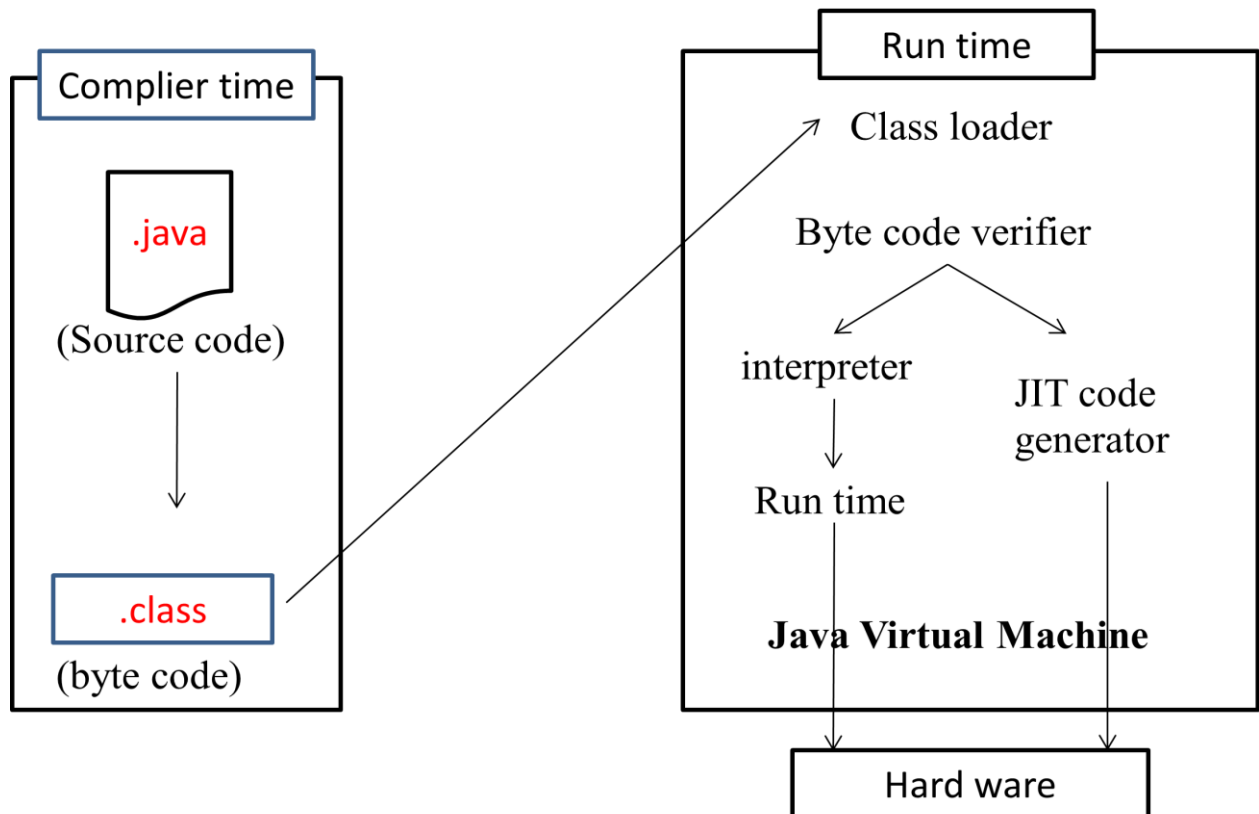 Complier time
.java
(Source code)
.class
(byte code)
Run time
Class loader
Byte code verifier
interpreter
JIT code
generator
Run time
Java Virtual Machine
Hard ware